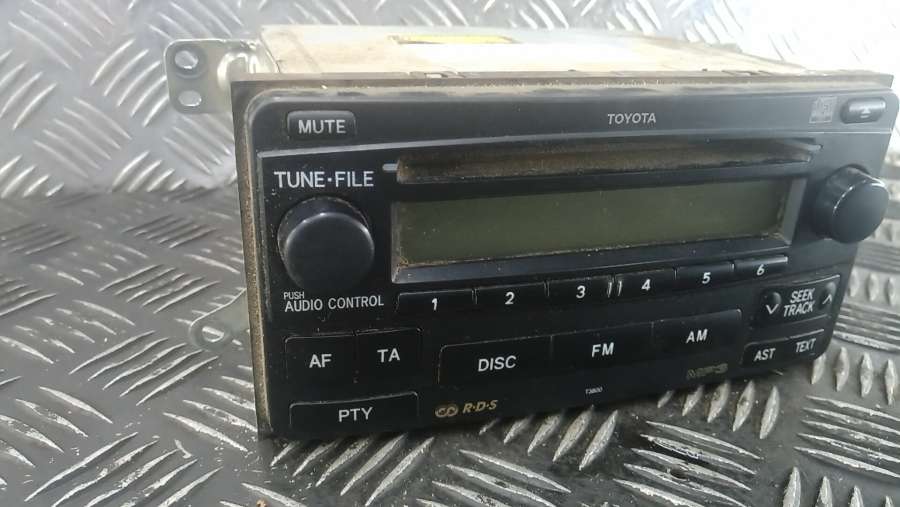 MUTE
TOYOTA
TUNE•FILE
PUSH
AUDIO CONTROL
1 2 3 4 5 6
SEEK
TRACK
AF TA
DISC FM AM
AST TEXT
PTY
R•D•S
MP3